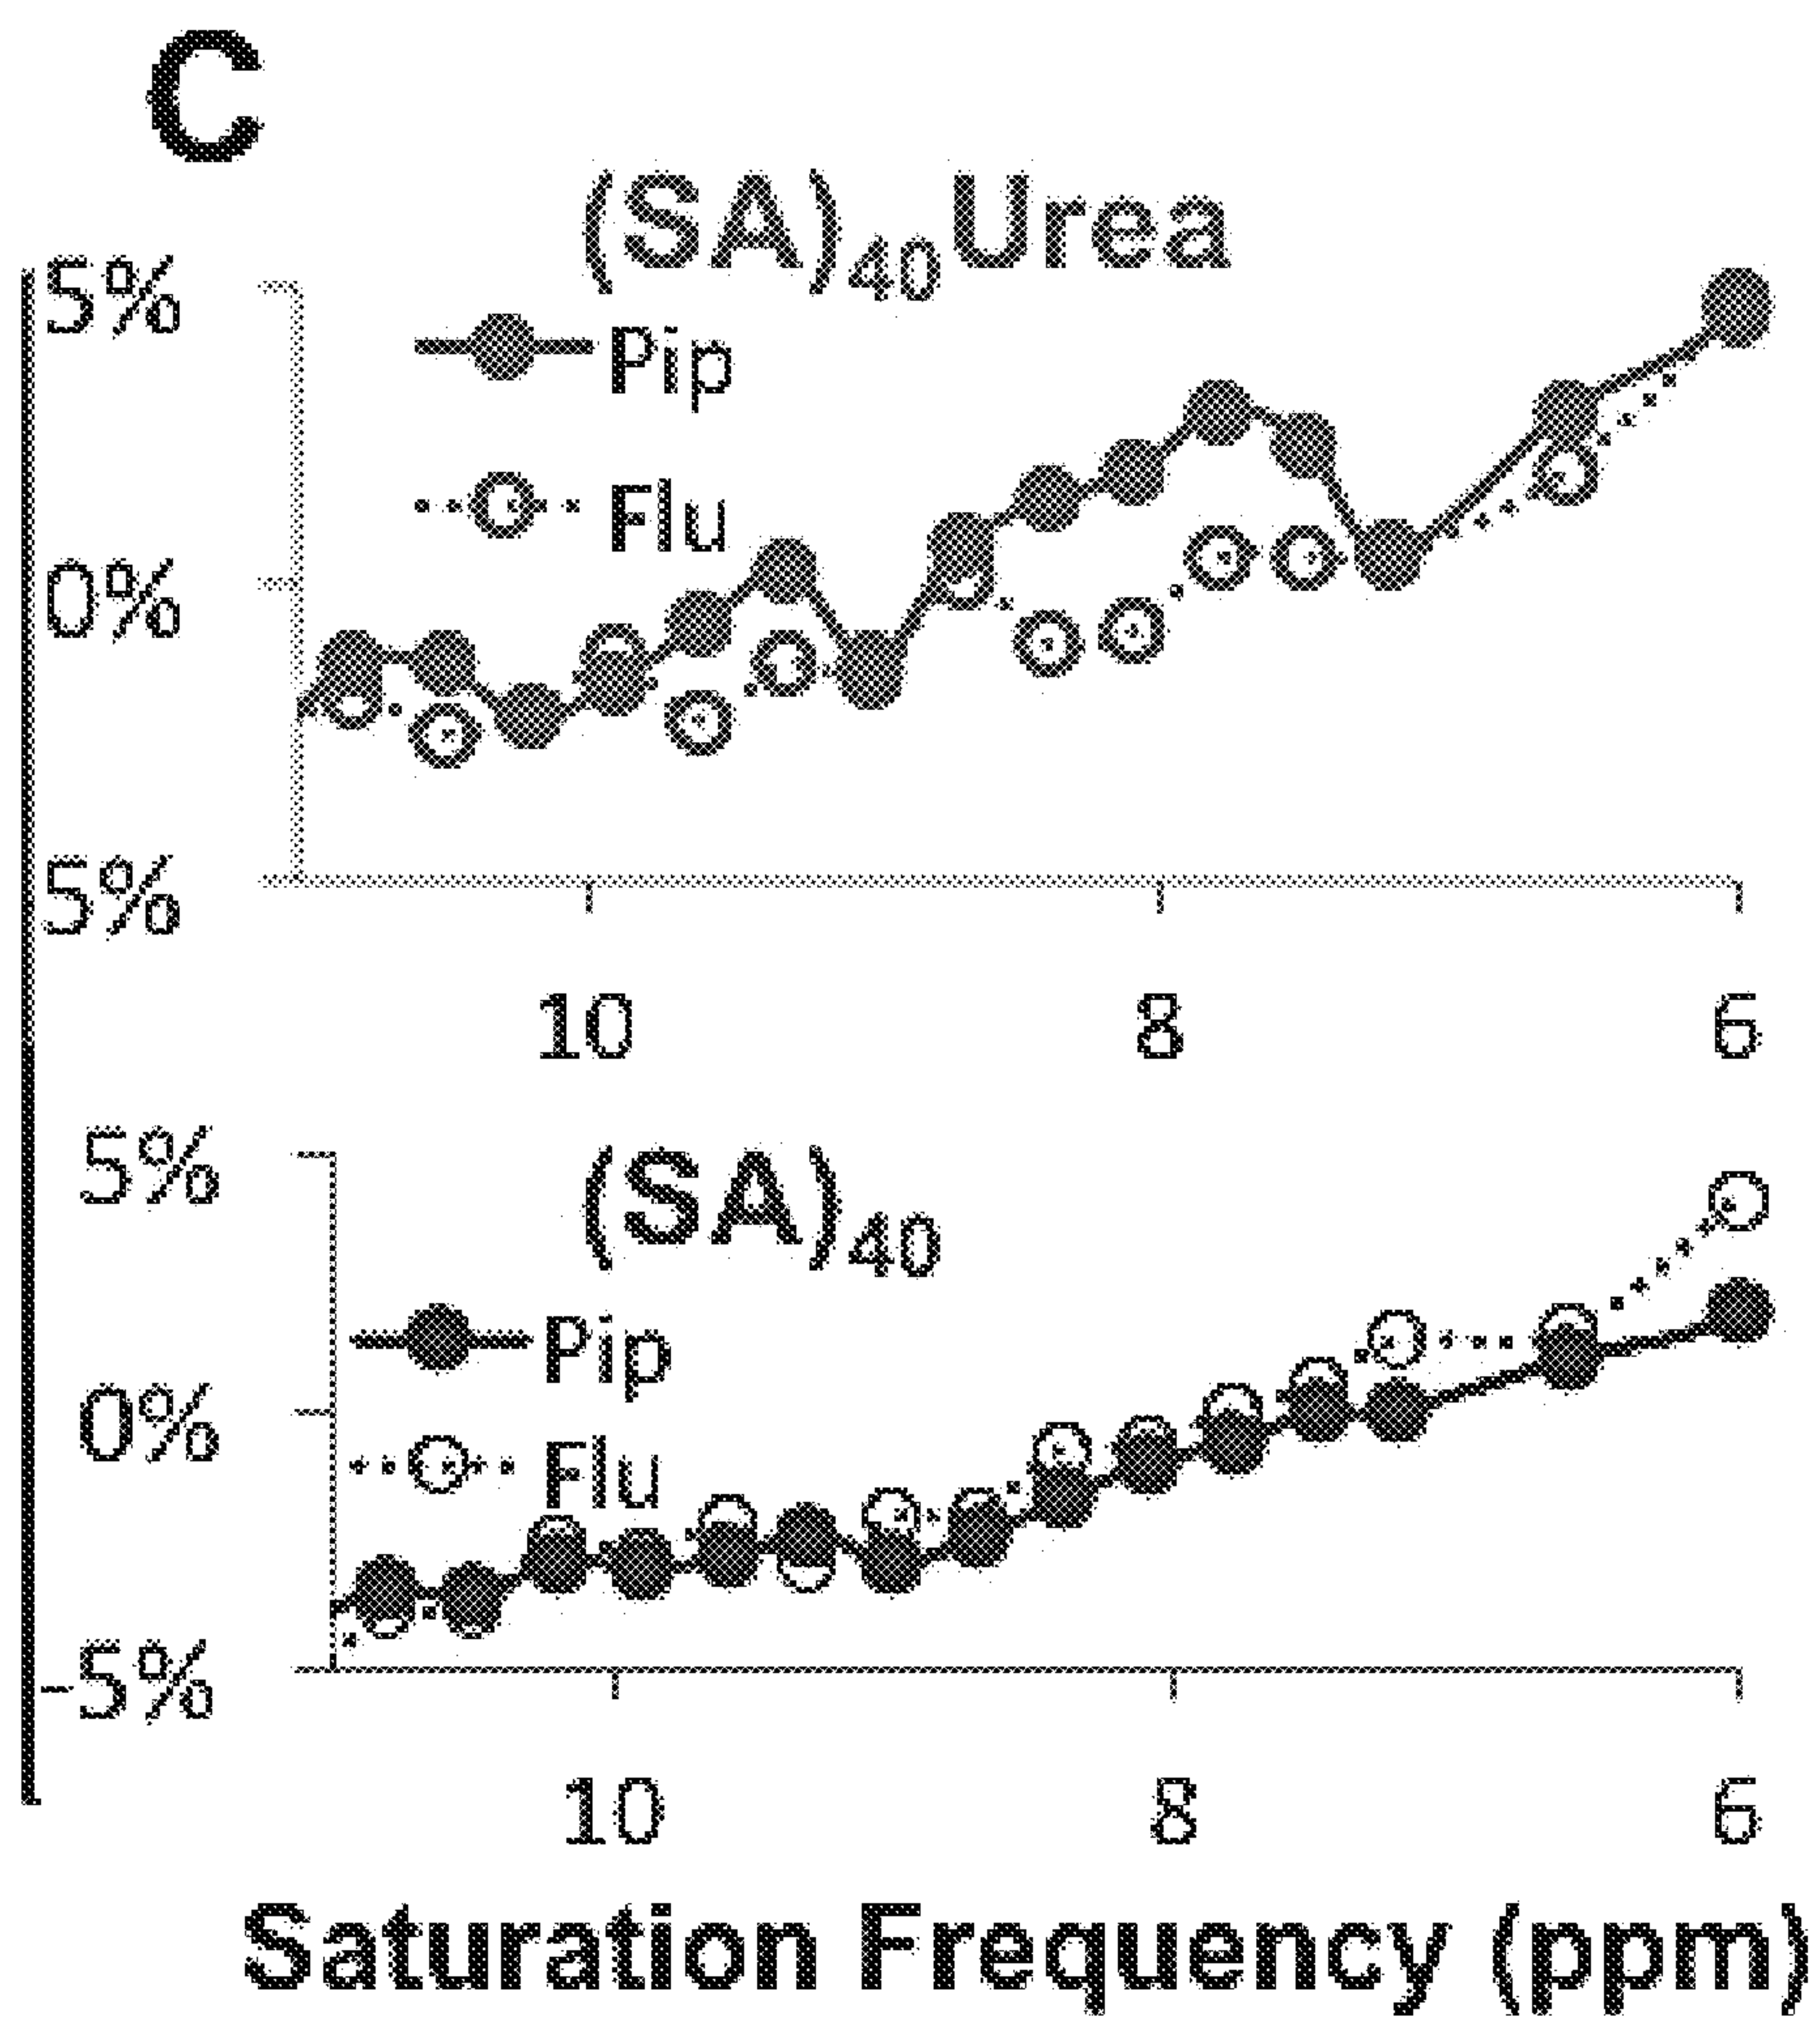 C
(SA)40Urea
5%
Pip
Flu
0%
5%
10 8 6
5%
(SA)40
Pip
0%
Flu
-5%
10 8 6
Saturation Frequency (ppm)